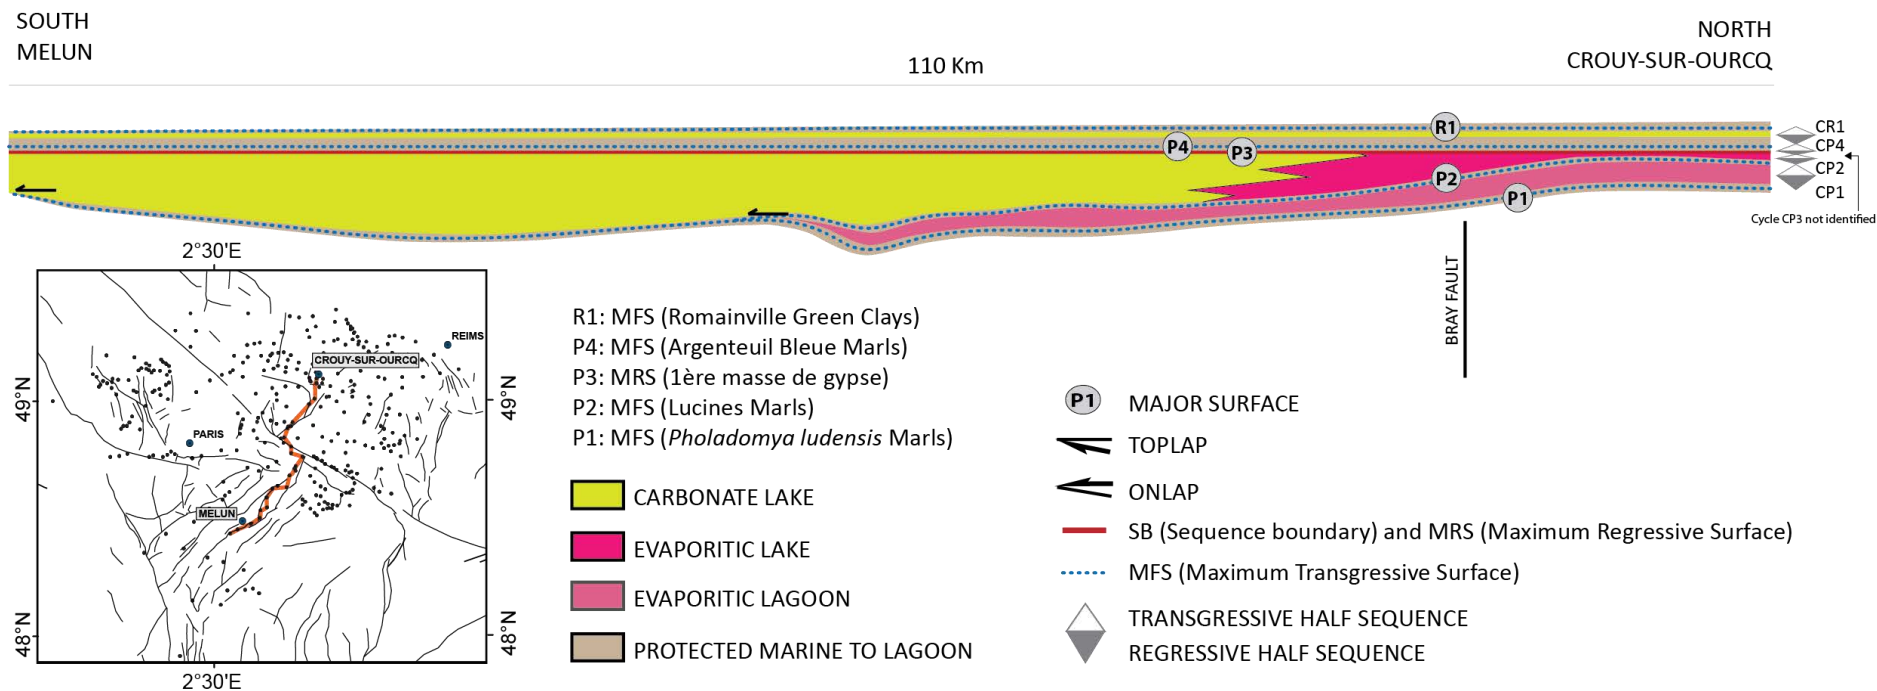 SOUTH
MELUN
110 Km
NORTH
CROUY-SUR-OURCQ
R1
P4
P3
P2
P1
CR1
CP4
CP2
CP1
Cycle CP3 not identified
BRAY FAULT
2°30'E
49°N
48°N
49°N
48°N
2°30'E
REIMS
CROUY-SUR-OURCQ
PARIS
MELUN
R1: MFS (Romainville Green Clays)
P4: MFS (Argenteuil Bleue Marls)
P3: MRS (1ère masse de gypse)
P2: MFS (Lucines Marls)
P1: MFS (Pholadomya ludensis Marls)
CARBONATE LAKE
EVAPORITIC LAKE
EVAPORITIC LAGOON
PROTECTED MARINE TO LAGOON
P1 MAJOR SURFACE
TOPLAP
ONLAP
SB (Sequence boundary) and MRS (Maximum Regressive Surface)
MFS (Maximum Transgressive Surface)
TRANSGRESSIVE HALF SEQUENCE
REGRESSIVE HALF SEQUENCE